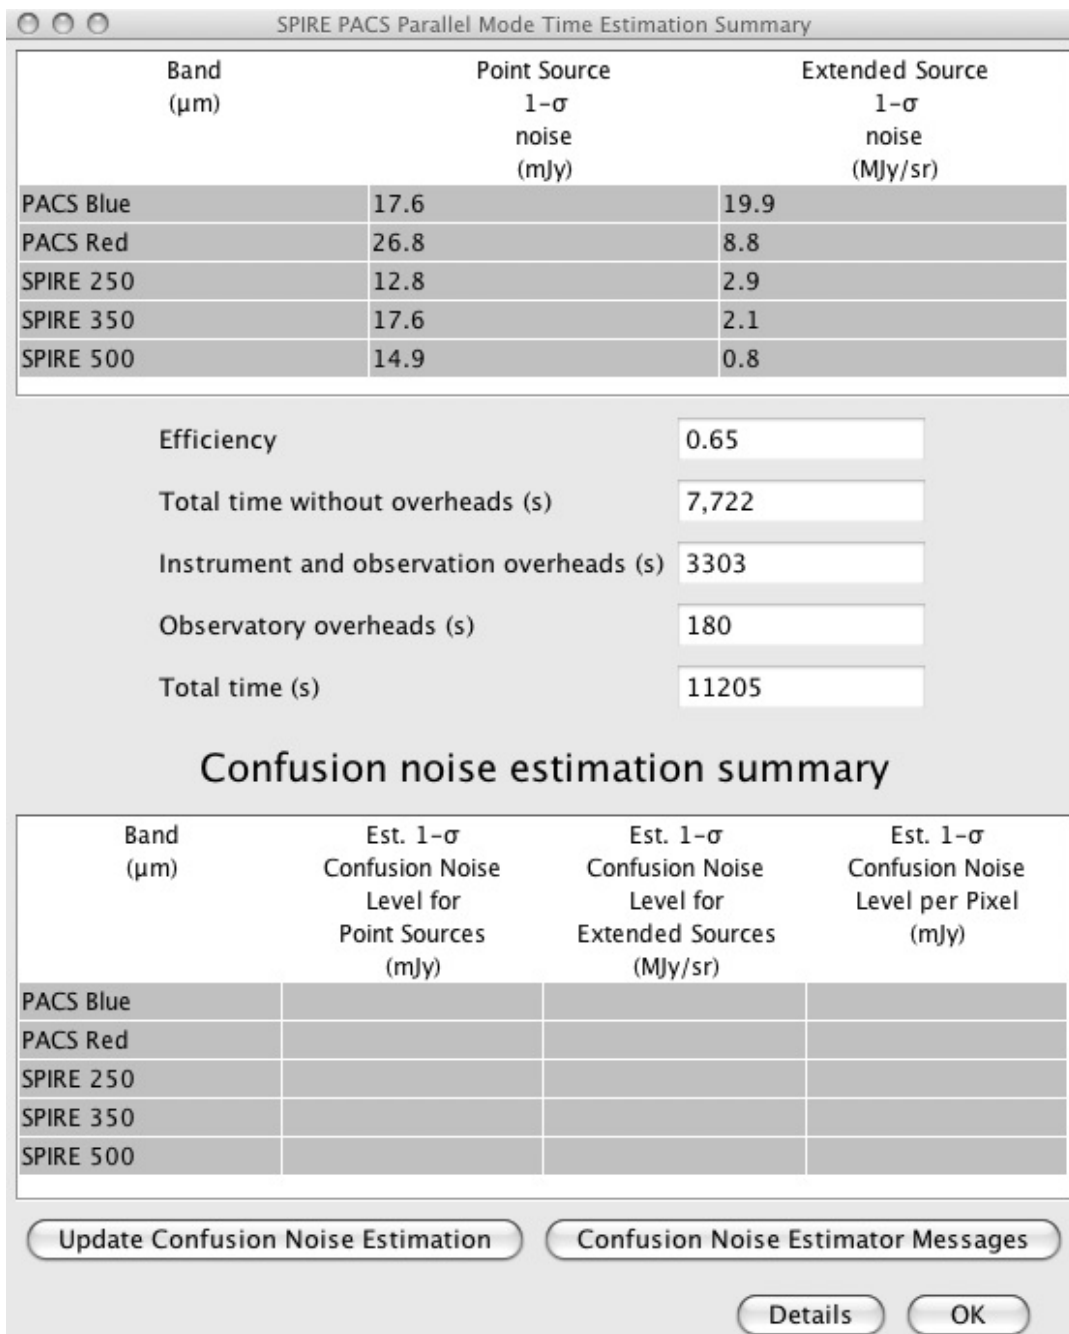 SPIRE PACS Parallel Mode Time Estimation Summary
Band Point Source Extended Source
(μm) 1-σ 1-σ
noise noise
(mJy) (MJy/sr)
PACS Blue 17.6 19.9
PACS Red 26.8 8.8
SPIRE 250 12.8 2.9
SPIRE 350 17.6 2.1
SPIRE 500 14.9 0.8
Efficiency 0.65
Total time without overheads (s) 7,722
Instrument and observation overheads (s) 3303
Observatory overheads (s) 180
Total time (s) 11205
Confusion noise estimation summary
Band Est. 1-σ Est. 1-σ Est. 1-σ
(μm) Confusion Noise Confusion Noise Confusion Noise
Level for Level for Level per Pixel
Point Sources Extended Sources (mJy)
(mJy) (MJy/sr)
PACS Blue
PACS Red
SPIRE 250
SPIRE 350
SPIRE 500
Update Confusion Noise Estimation Confusion Noise Estimator Messages
Details OK